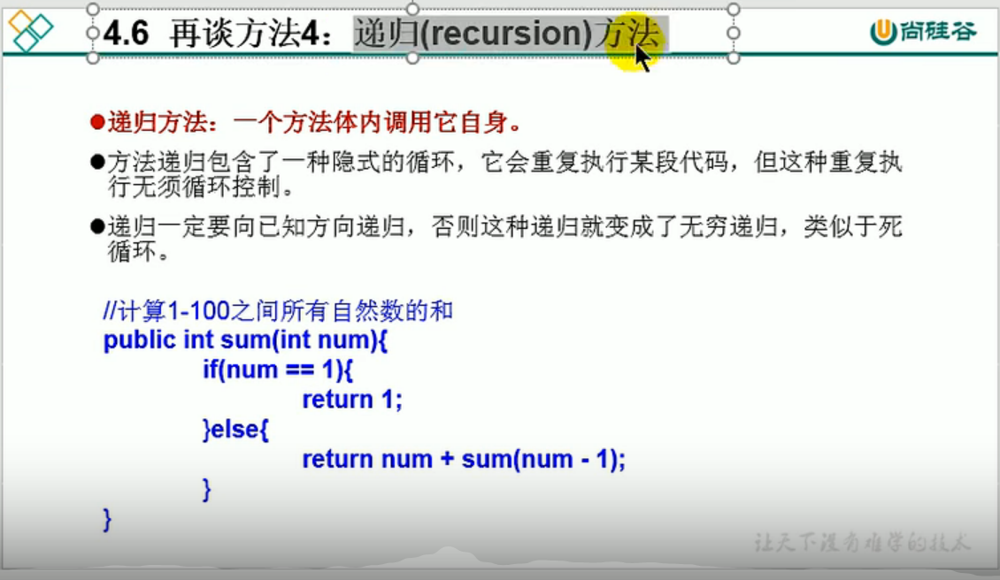 4.6 再谈方法4：递归(recursion)方法
尚硅谷
●递归方法：一个方法体内调用它自身。
●方法递归包含了一种隐式的循环，它会重复执行某段代码，但这种重复执
行无须循环控制。
●递归一定要向已知方向递归，否则这种递归就变成了无穷递归，类似于死
循环。
//计算1-100之间所有自然数的和
public int sum(int num){
if(num == 1){
return 1;
}else{
return num + sum(num - 1);
}
}
让天下没有难学的技术